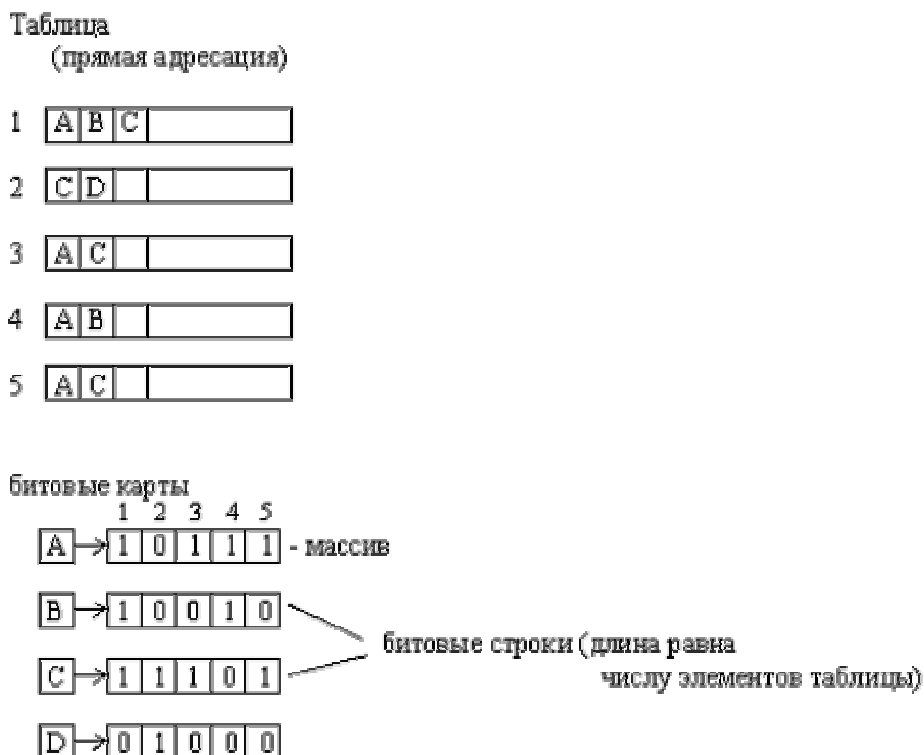 Таблица
(прямая адресация)
1 A B C
2 C D
3 A C
4 A B
5 A C
битовые карты
1 2 3 4 5
A 1 0 1 1 1 - массив
B 1 0 0 1 0
битовые строки (длина равна
C 1 1 1 0 1
числу элементов таблицы)
D 0 1 0 0 0